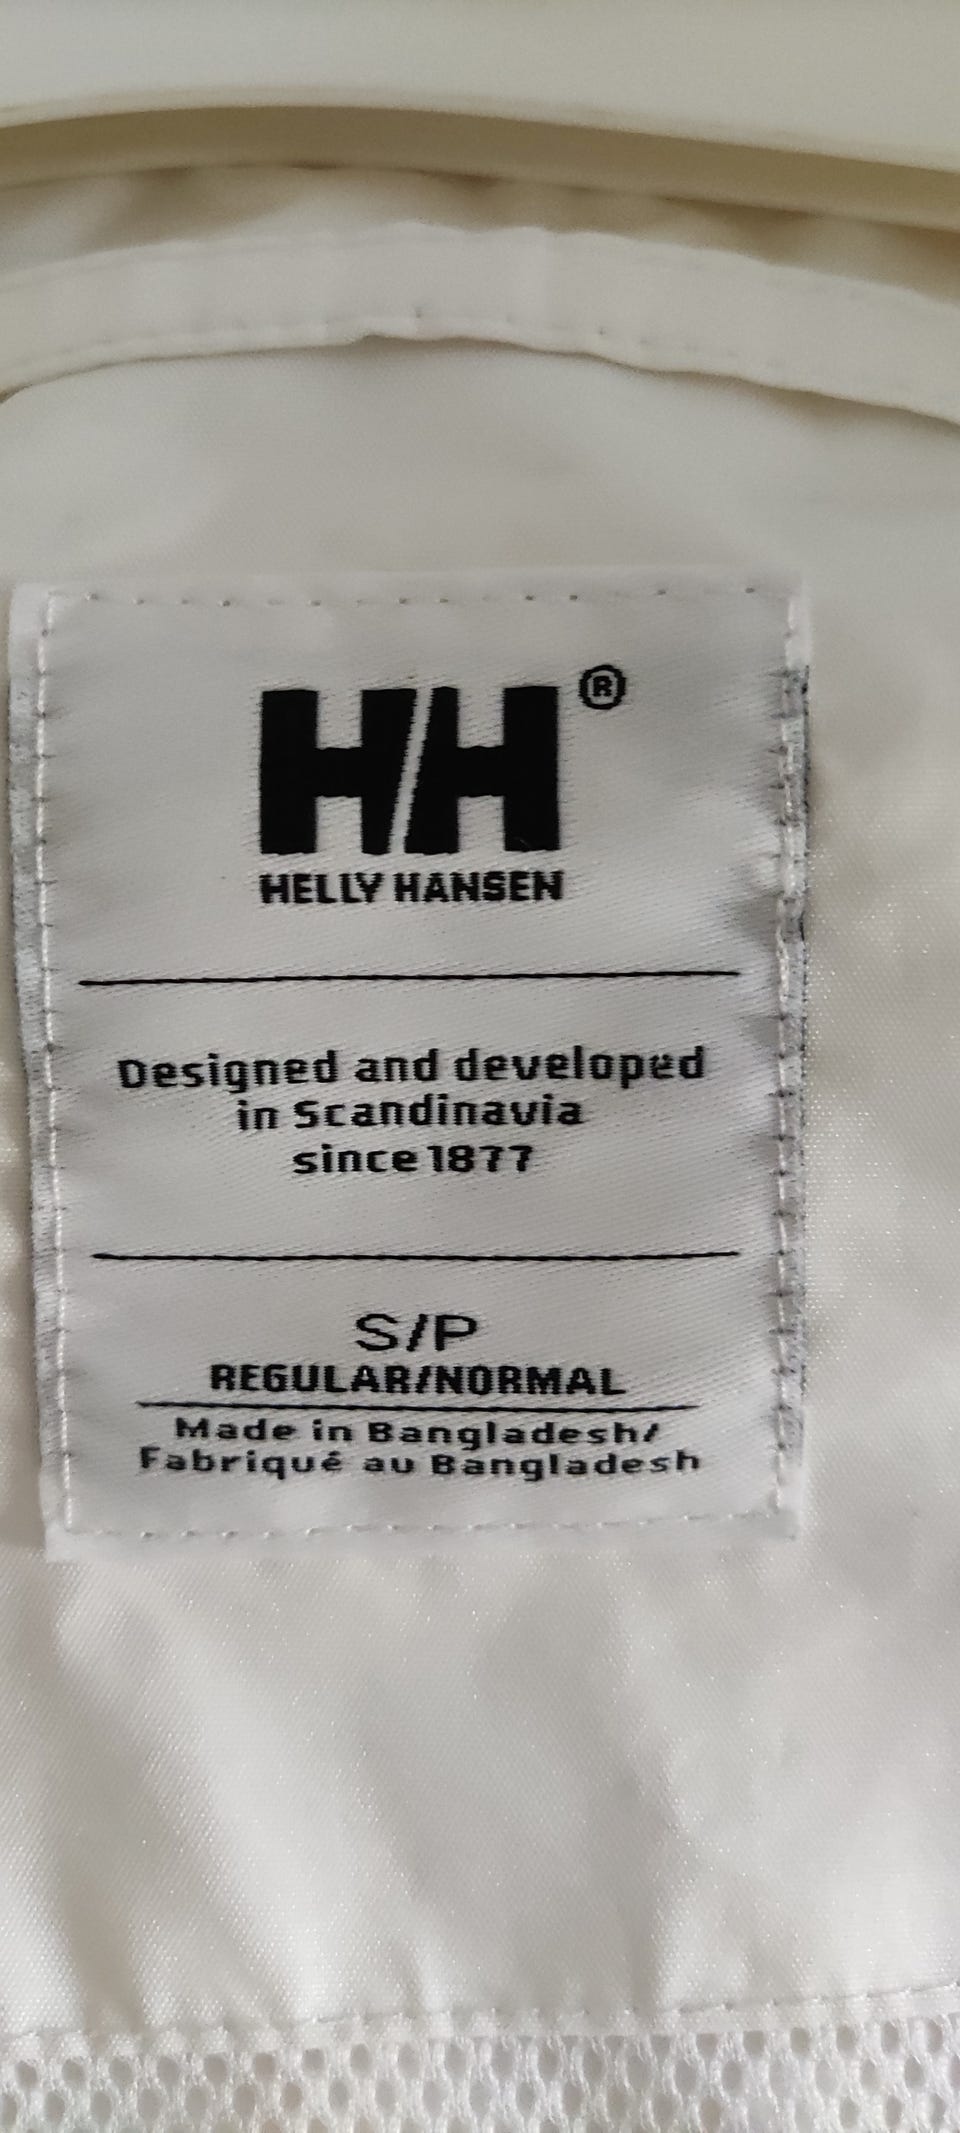 HH®
HELLY HANSEN
Designed and developed
in Scandinavia
since 1877
S/P
REGULAR/NORMAL
Made in Bangladesh/
Fabriqué au Bangladesh